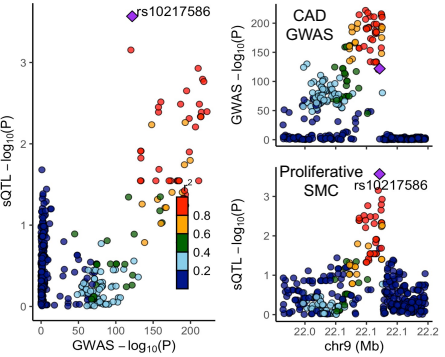 rs10217586
sQTL −log10(P)
3
2
1
0
r2
0.8
0.6
0.4
0.2
0 50 100 150 200
GWAS −log10(P)
CAD
GWAS
GWAS −log10(P)
200
150
100
50
0
Proliferative
SMC
rs10217586
sQTL −log10(P)
3
2
1
0
22.0 22.1 22.1 22.1 22.2
chr9 (Mb)